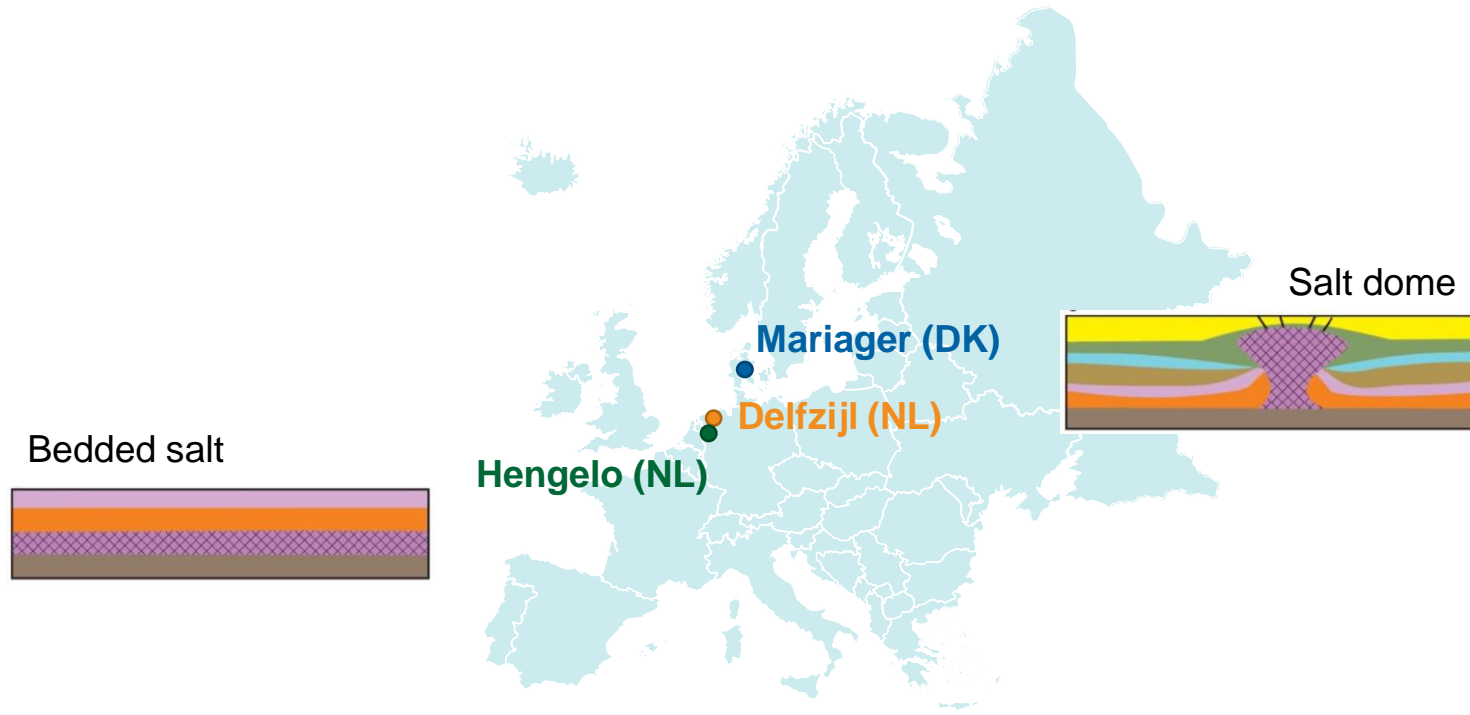 Salt dome
Mariager (DK)
Delfzijl (NL)
Bedded salt
Hengelo (NL)